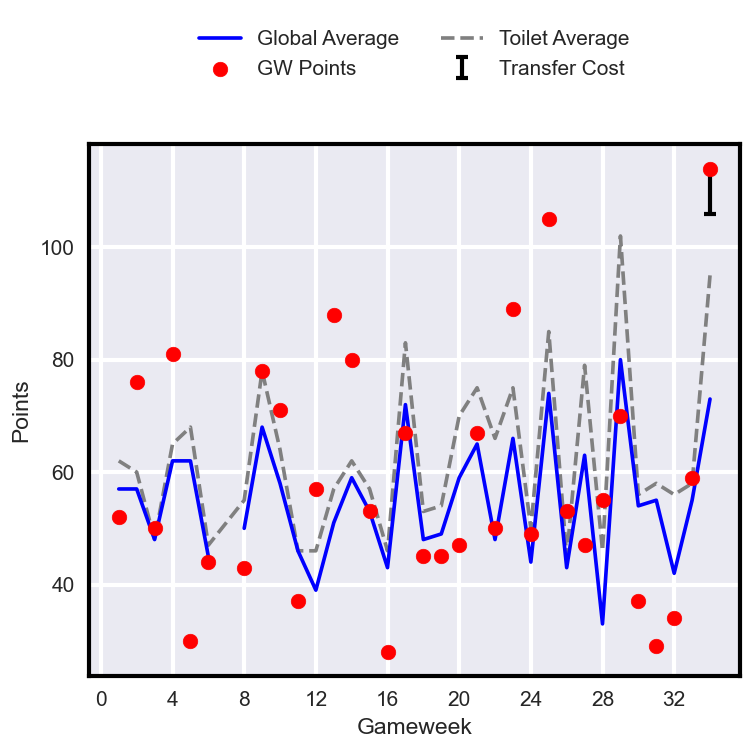 Global Average
Toilet Average
GW Points
Transfer Cost
100
80
60
40
Points
0 4 8 12 16 20 24 28 32
Gameweek